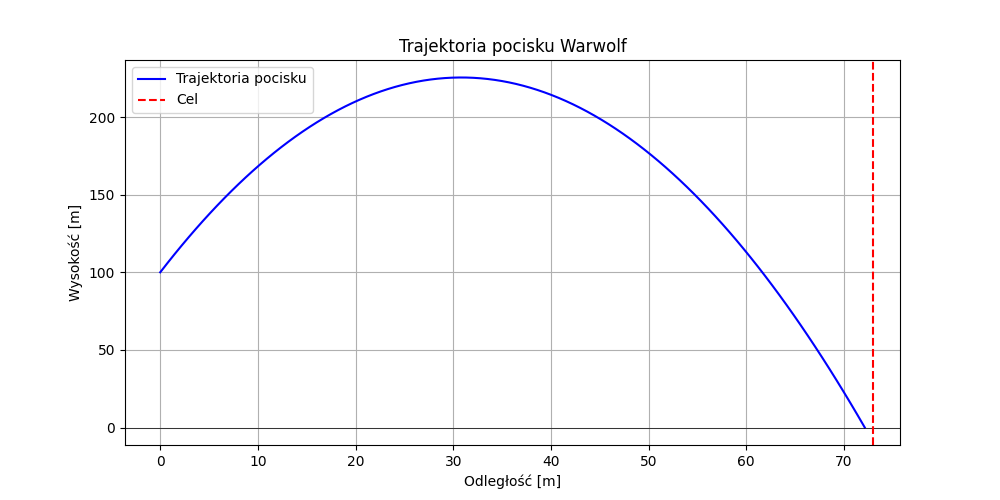 Trajektoria pocisku Warwolf
Trajektoria pocisku
Cel
Wysokość [m]
200
150
100
50
0
0 10 20 30 40 50 60 70
Odległość [m]